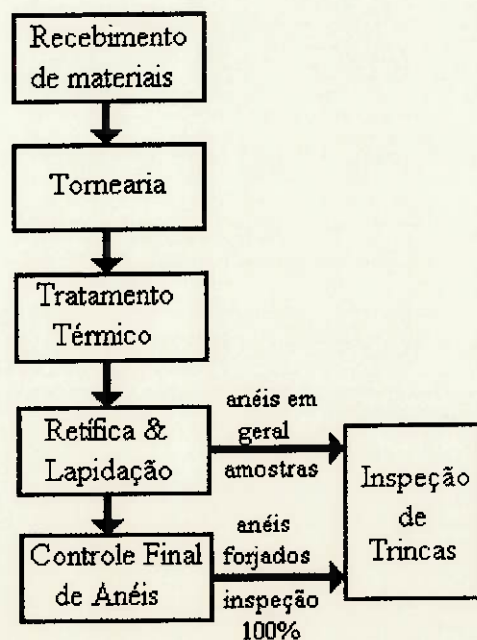 Recebimento
de materiais
Tornearia
Tratamento
Térmico
Retífica &
Lapidação
anéis em
geral
amostras
Controle Final
de Anéis
anéis
forjados
inspeção
100%
Inspeção
de
Trincas